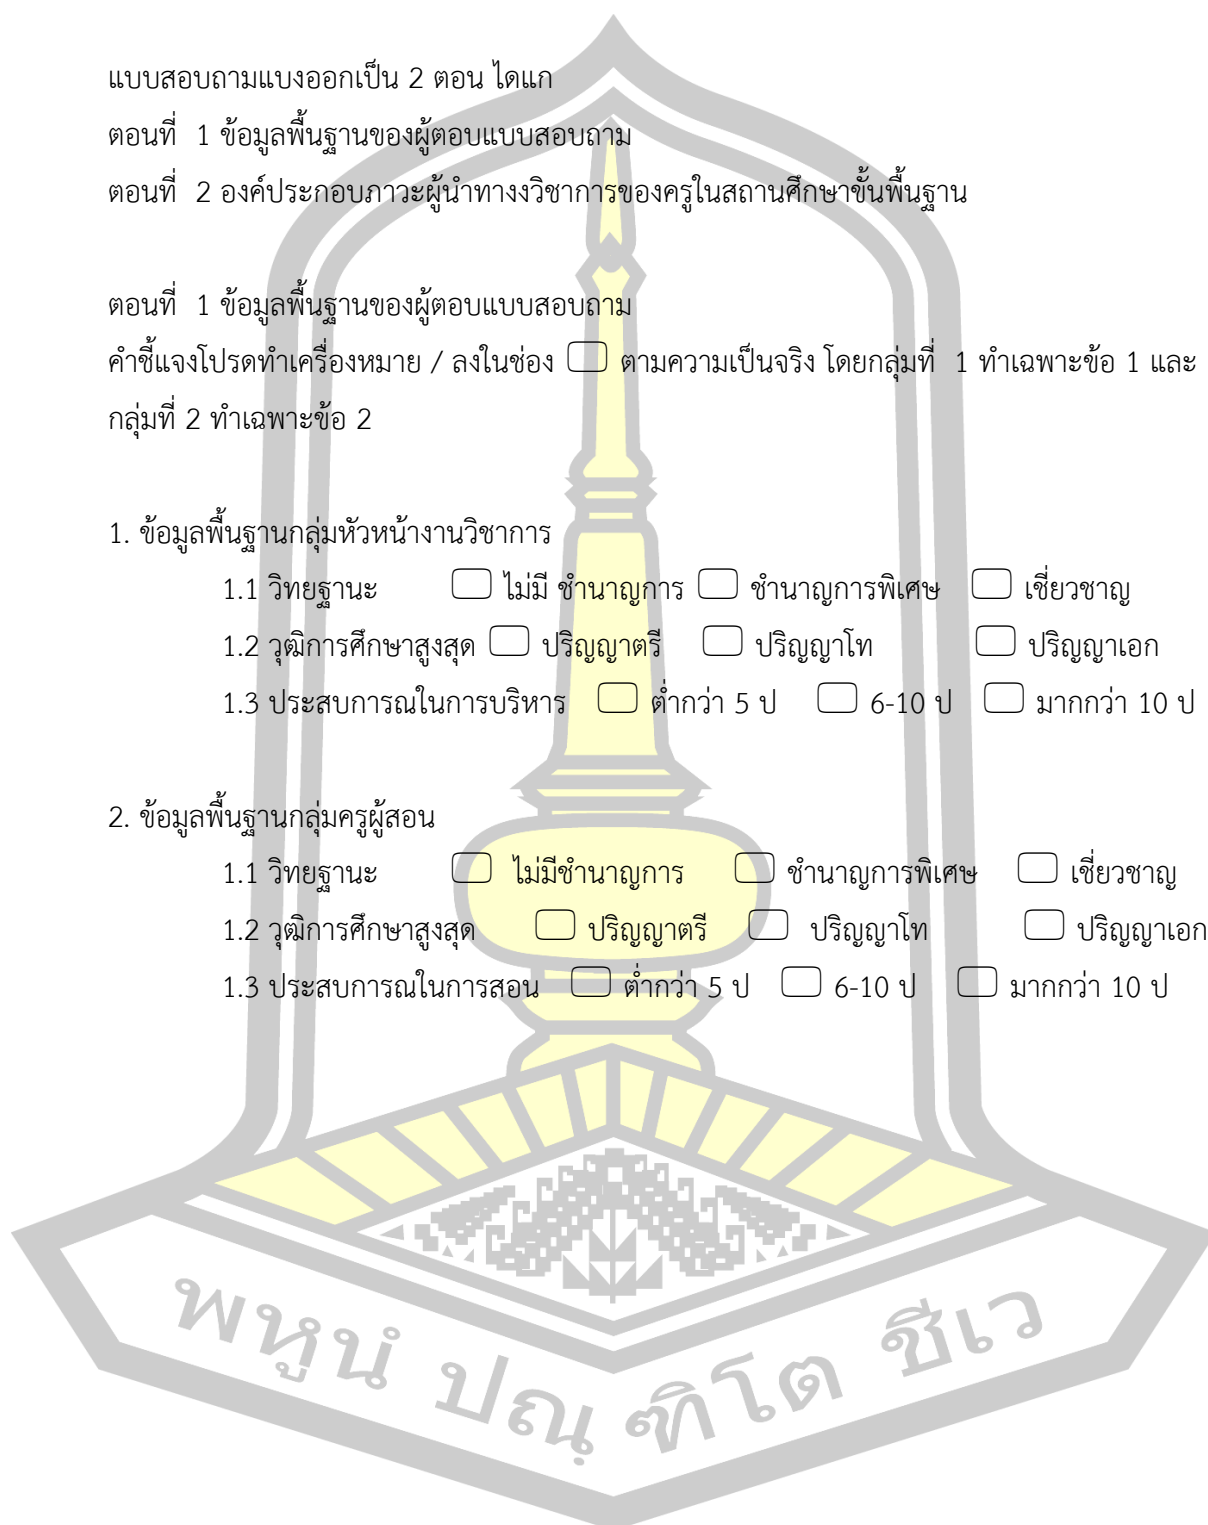 แบบสอบถามแบงออกเป็น 2 ตอน ไดแก
ตอนที่ 1 ข้อมูลพื้นฐานของผู้ตอบแบบสอบถาม
ตอนที่ 2 องค์ประกอบภาวะผู้นำทางงวิชาการของครูในสถานศึกษาขั้นพื้นฐาน
ตอนที่ 1 ข้อมูลพื้นฐานของผู้ตอบแบบสอบถาม
คำชี้แจงโปรดทำเครื่องหมาย / ลงในช่อง ตามความเป็นจริง โดยกลุ่มที่ 1 ทำเฉพาะข้อ 1 และ
กลุ่มที่ 2 ทำเฉพาะข้อ 2
1. ข้อมูลพื้นฐานกลุ่มหัวหน้างานวิชาการ
1.1 วิทยฐานะ ไม่มี ชำนาญการ ชำนาญการพิเศษ เชี่ยวชาญ
1.2 วุฒิการศึกษาสูงสุด ปริญญาตรี ปริญญาโท ปริญญาเอก
1.3 ประสบการณในการบริหาร ต่ำกว่า 5 ป 6-10 ป มากกว่า 10 ป
2. ข้อมูลพื้นฐานกลุ่มครูผู้สอน
1.1 วิทยฐานะ ไม่มีชำนาญการ ชำนาญการพิเศษ เชี่ยวชาญ
1.2 วุฒิการศึกษาสูงสุด ปริญญาตรี ปริญญาโท ปริญญาเอก
1.3 ประสบการณในการสอน ต่ำกว่า 5 ป 6-10 ป มากกว่า 10 ป
พหูนํ ปณฺฑิโต ชีเว